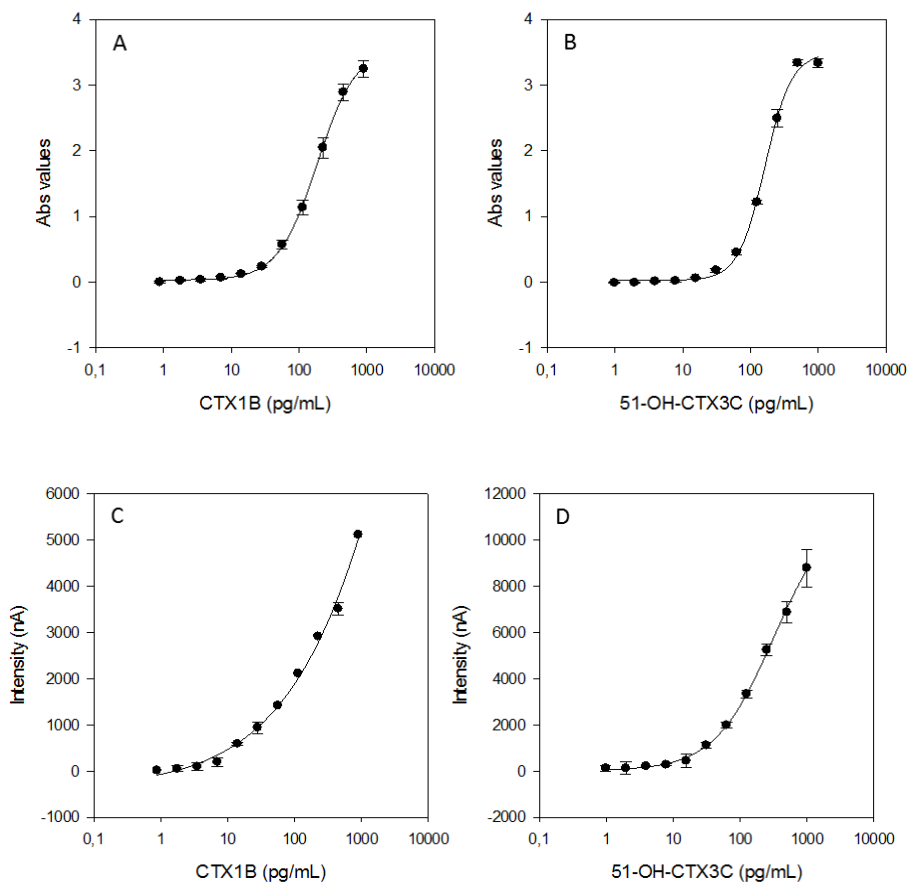 A
4
3
2
1
0
-1
Abs values
0,1 1 10 100 1000 10000
CTX1B (pg/mL)
B
4
3
2
1
0
-1
Abs values
0,1 1 10 100 1000 10000
51-OH-CTX3C (pg/mL)
C
6000
5000
4000
3000
2000
1000
0
-1000
Intensity (nA)
0,1 1 10 100 1000 10000
CTX1B (pg/mL)
D
12000
10000
8000
6000
4000
2000
0
-2000
Intensity (nA)
0,1 1 10 100 1000 10000
51-OH-CTX3C (pg/mL)